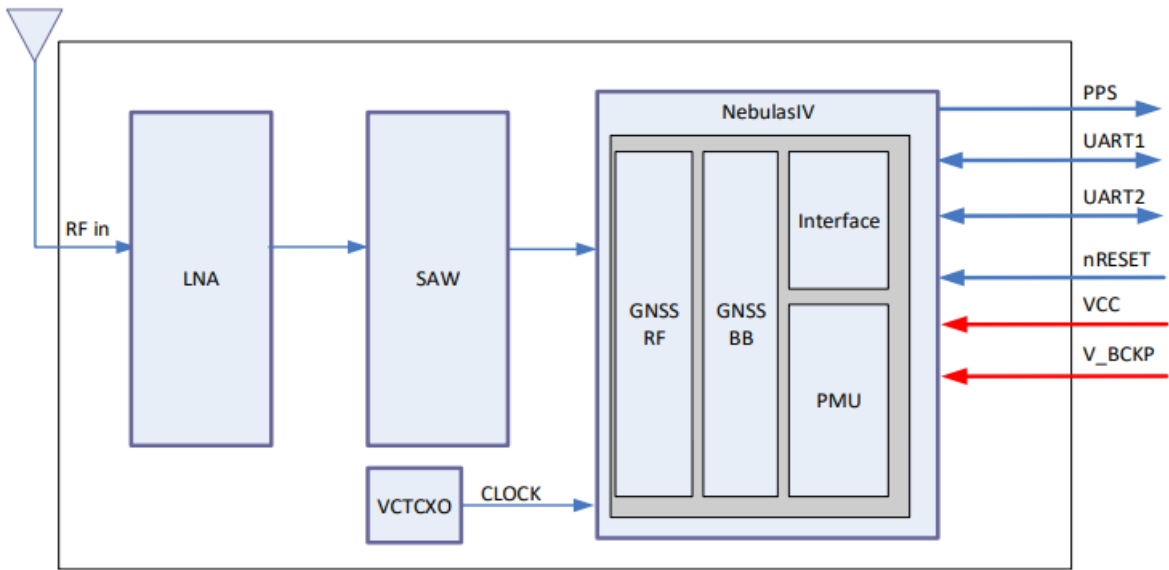 PPS
NebulasIV
UART1
UART2
Interface
RF in
nRESET
LNA
SAW
GNSS
RF
GNSS
BB
VCC
V_BCKP
PMU
VCTCXO
CLOCK